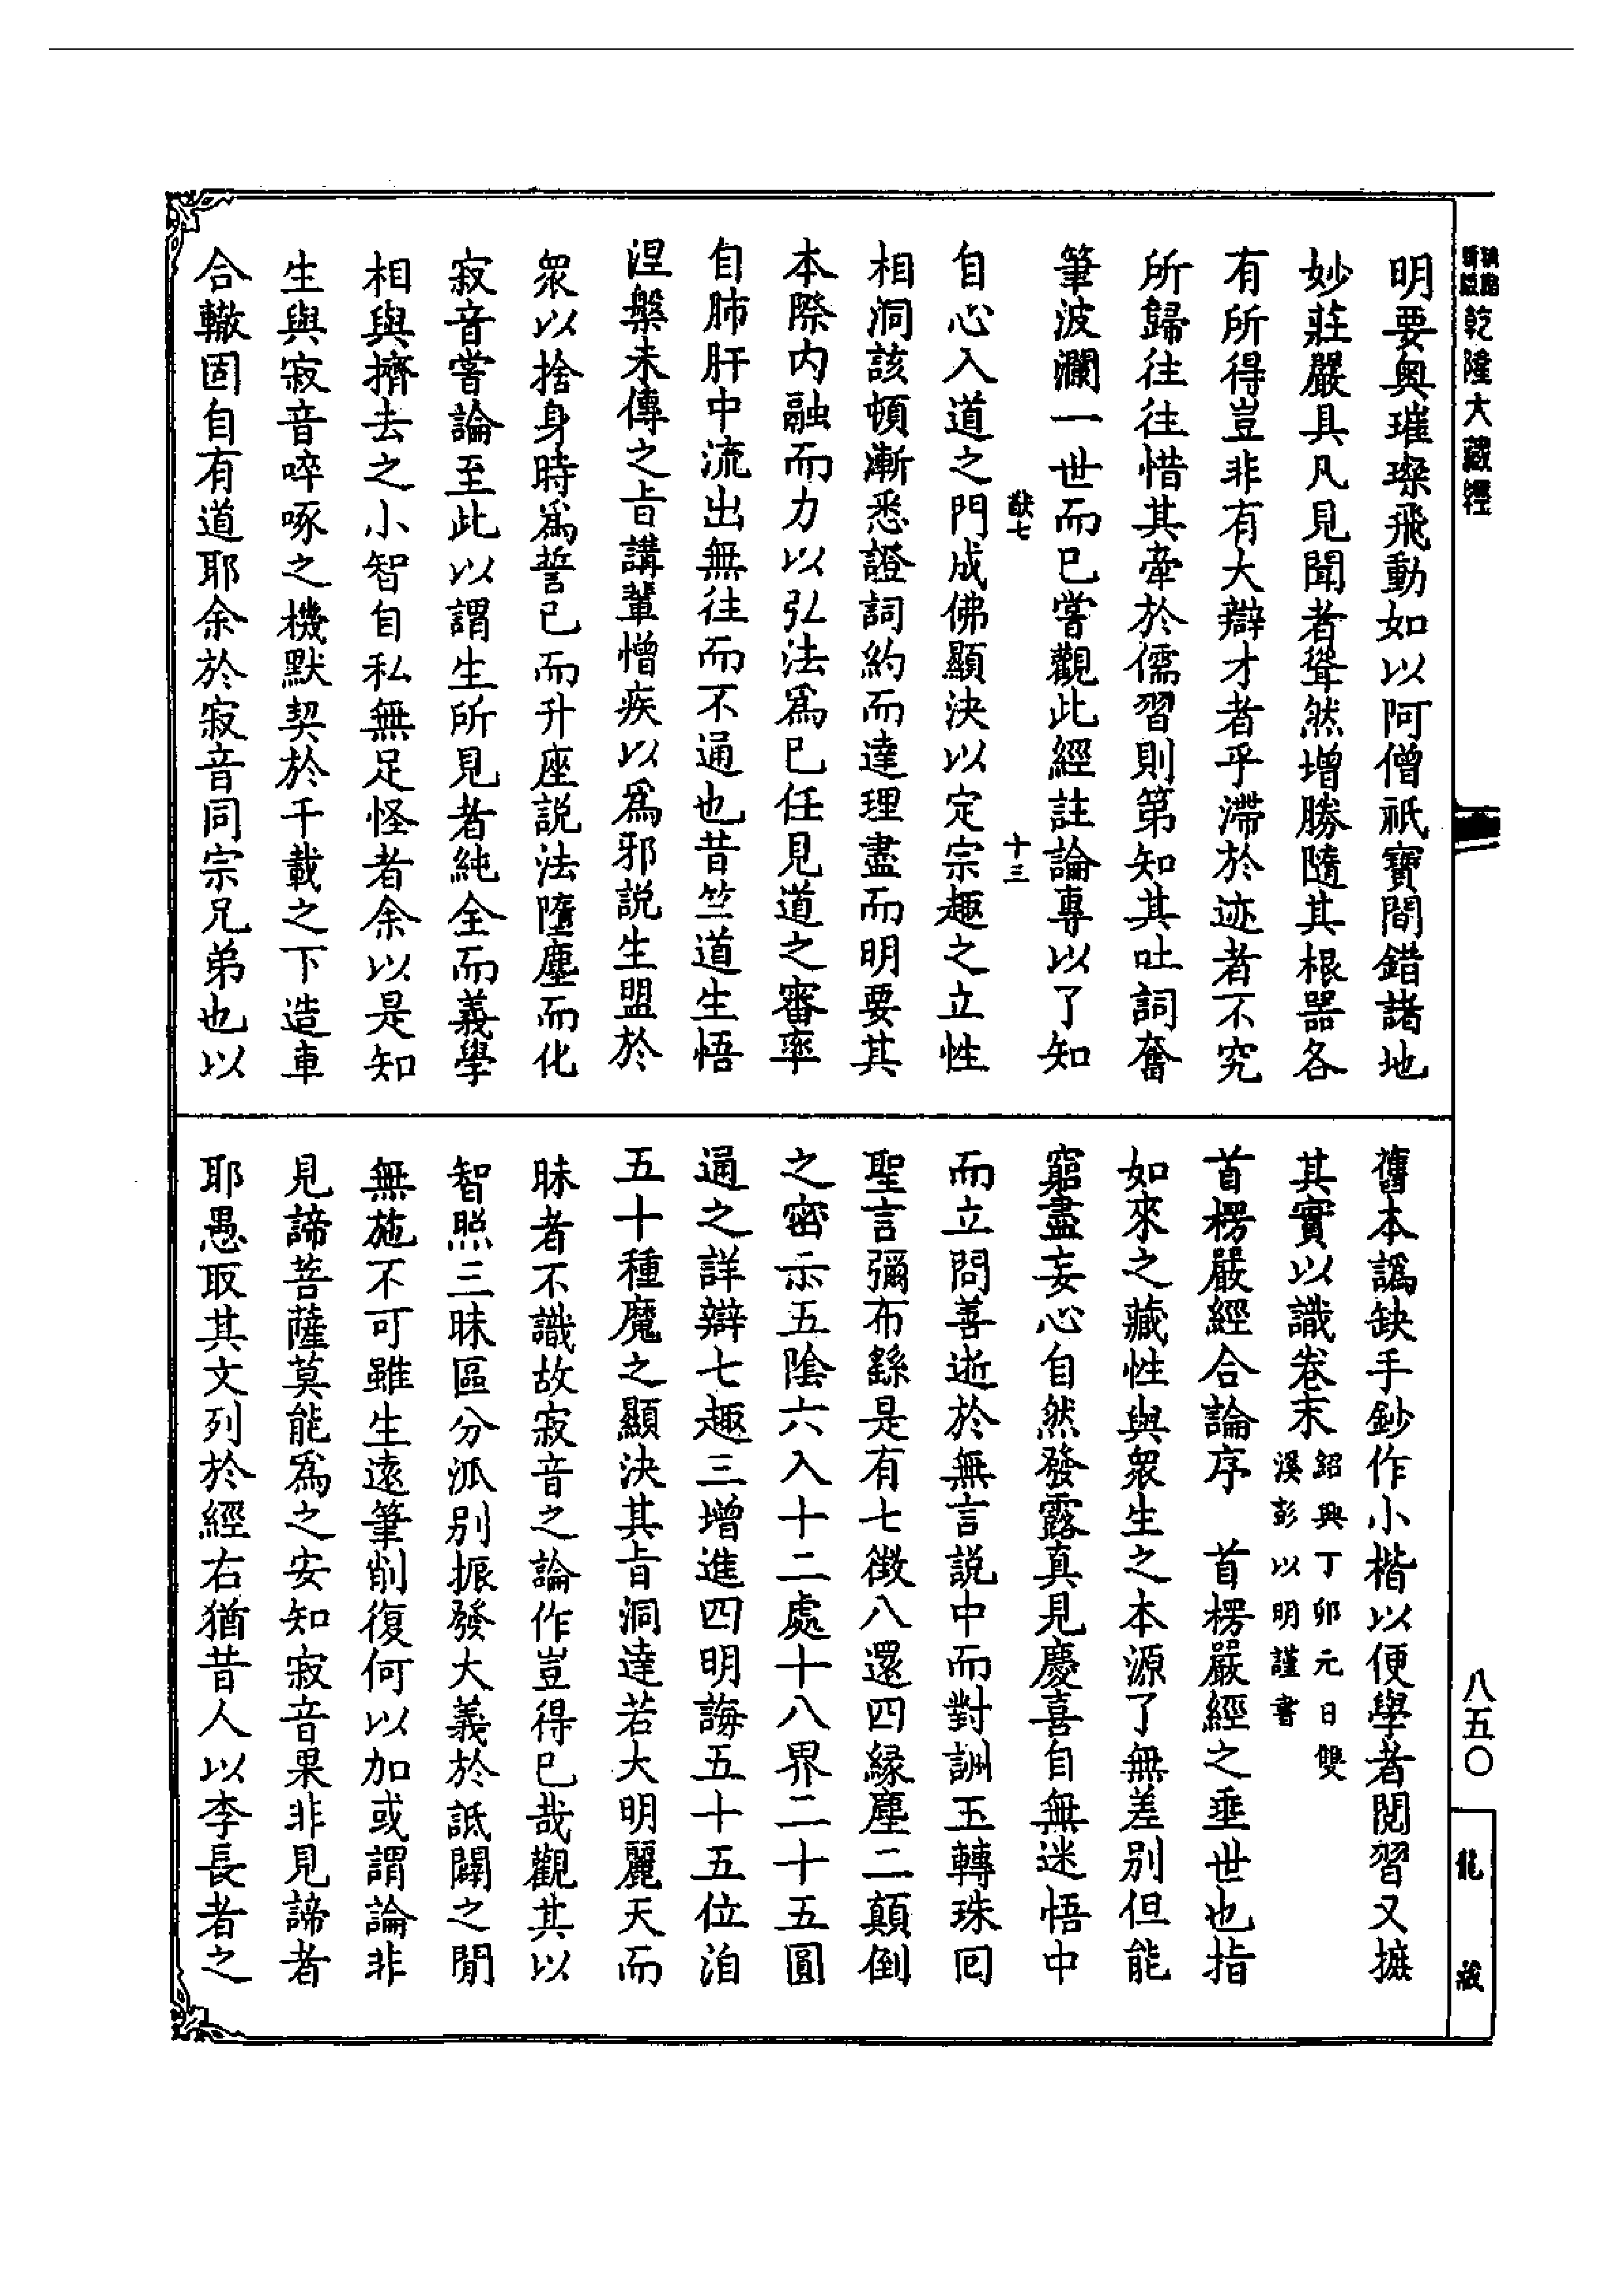 乾隆大藏經
明要奧璀璨飛動如以阿僧祇寶間錯諸地
妙莊嚴具凡見聞者聳然增勝隨其根器各
有所得豈非有大辯才者乎滯於迹者不究
所歸往往惜其牽於儒習則第知其吐詞奮
筆波瀾一世而已嘗觀此經註論專以了知
十三
自心入道之門成佛顯決以定宗趣之立性
相洞該頓漸悉證詞約而達理盡而明要其
本際內融而力以弘法爲已任見道之審率
自肺肝中流出無往而不通也昔竺道生悟
涅槃未傳之旨講輩憎疾以爲邪說生盟於
衆以捨身時爲誓已而升座說法墮塵而化
寂音嘗論至此以謂生所見者純全而義學
相與擠去之小智自私無足怪者余以是知
生與寂音啐啄之機默契於千載之下造車
合轍固自有道耶余於寂音同宗兄弟也以
舊本譌缺手鈔作小楷以便學者閱習又摭
其實以識卷末
紹興丁卯元日雙
溪彭以明謹書
首楞嚴經合論序　首楞嚴經之垂世也指
如來之藏性與衆生之本源了無差別但能
窮盡妄心自然發露真見慶喜自無迷悟中
而立問善逝於無言說中而對訓玉轉珠回
聖言彌布繇是有七徵八還四緣塵二顛倒
之密示五陰六入十二處十八界二十五圓
通之詳辯七趣三增進四明誨五十五位洎
五十種魔之顯決其旨洞達若大明麗天而
昧者不識故寂音之論作豈得已哉觀其以
智照三昧區分派別振發大義於詆闢之間
無施不可雖生遠筆削復何以加或謂論非
見諦菩薩莫能爲之安知寂音果非見諦者
耶愚取其文列於經右猶昔人以李長者之
八五〇
龍藏